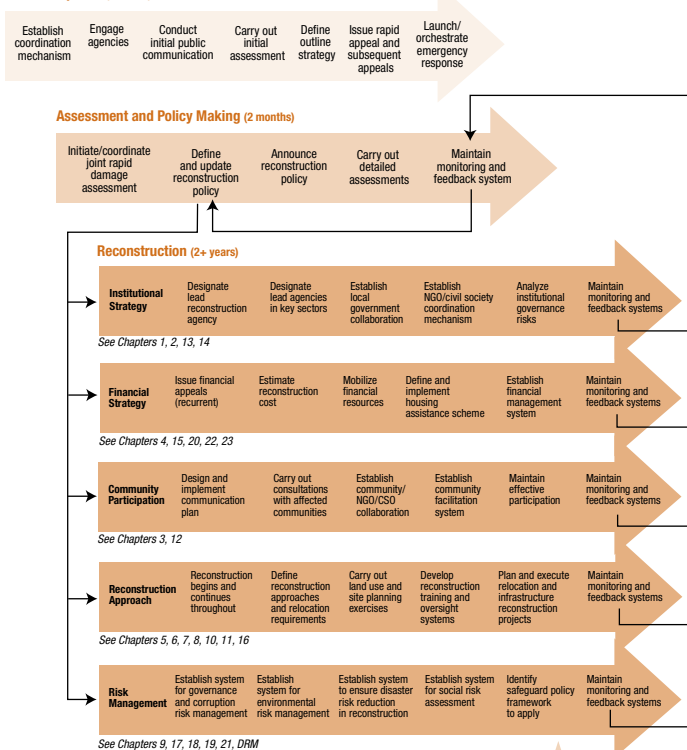 Establish
coordination
mechanism
Engage
agencies
Conduct
initial public
communication
Carry out
initial
assessment
Define
outline
strategy
Issue rapid
appeal and
subsequent
appeals
Launch/
orchestrate
emergency
response
Assessment and Policy Making (2 months)
Initiate/coordinate
joint rapid
damage
assessment
Define
and update
reconstruction
policy
Announce
reconstruction
policy
Carry out
detailed
assessments
Maintain
monitoring and
feedback system
Reconstruction (2+ years)
Institutional
Strategy
Designate
lead
reconstruction
agency
Designate
lead agencies
in key sectors
Establish
local
government
collaboration
Establish
NGO/civil society
coordination
mechanism
Analyze
institutional
governance
risks
Maintain
monitoring and
feedback systems
See Chapters 1, 2, 13, 14
Financial
Strategy
Issue financial
appeals
(recurrent)
Estimate
reconstruction
cost
Mobilize
financial
resources
Define and
implement
housing
assistance scheme
Establish
financial
management
system
Maintain
monitoring and
feedback systems
See Chapters 4, 15, 20, 22, 23
Community
Participation
Design and
implement
communication
plan
Carry out
consultations
with affected
communities
Establish
community/
NGO/CSO
collaboration
Establish
community
facilitation
system
Maintain
effective
participation
Maintain
monitoring and
feedback systems
See Chapters 3, 12
Reconstruction
Approach
Reconstruction
begins and
continues
throughout
Define
reconstruction
approaches
and relocation
requirements
Carry out
land use and
site planning
exercises
Develop
reconstruction
training and
oversight
systems
Plan and execute
relocation and
infrastructure
reconstruction
projects
Maintain
monitoring and
feedback systems
See Chapters 5, 6, 7, 8, 10, 11, 16
Risk
Management
Establish system
for governance
and corruption
risk management
Establish
system for
environmental
risk management
Establish system
to ensure disaster
risk reduction
in reconstruction
Establish system
for social risk
assessment
Identify
safeguard policy
framework
to apply
Maintain
monitoring and
feedback systems
See Chapters 9, 17, 18, 19, 21, DRM